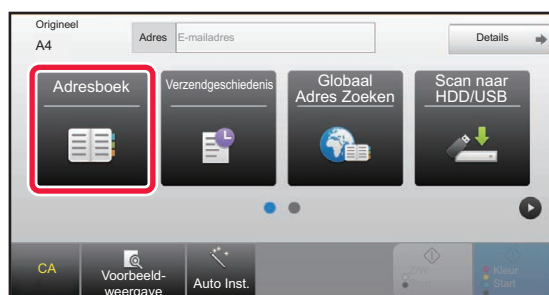 Origineel
A4
Adres
E-mailadres
Details
Adresboek
Verzendgeschiedenis
Globaal
Adres Zoeken
Scan naar
HDD/USB
CA
Voorbeeld-
weergave
Auto Inst.
Z/W
Start
Kleur
Start